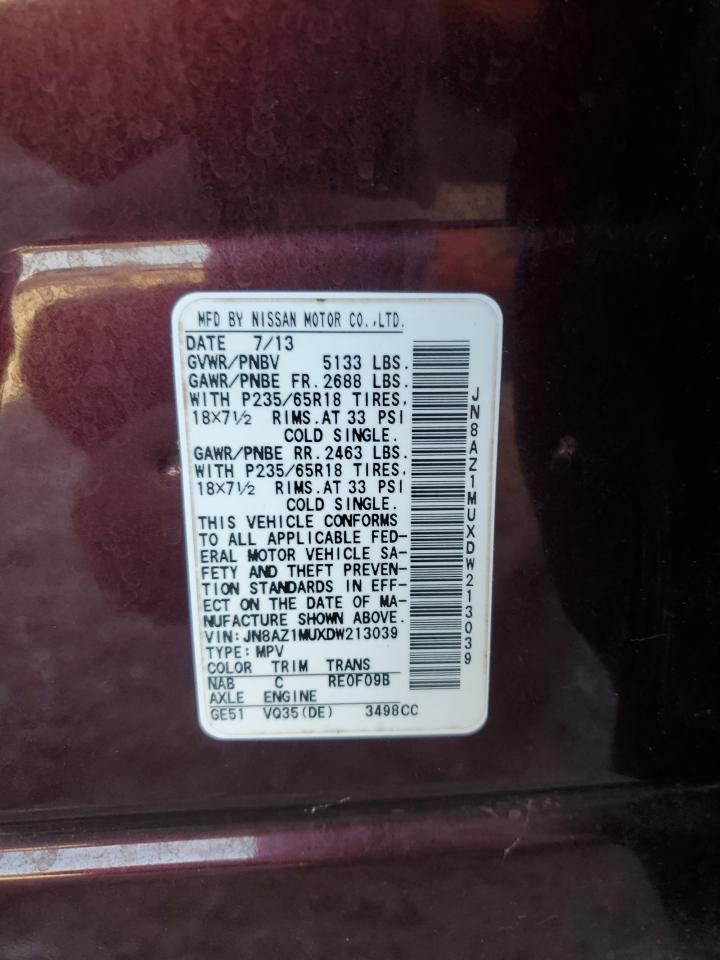 MFD BY NISSAN MOTOR CO.,LTD.
DATE 7/13
GVWR/PNBV 5133 LBS.
GAWR/PNBE FR.2688 LBS.
WITH P235/65R18 TIRES,
18×7½ RIMS.AT 33 PSI
COLD SINGLE.
GAWR/PNBE RR.2463 LBS.
WITH P235/65R18 TIRES,
18×7½ RIMS.AT 33 PSI
COLD SINGLE.
THIS VEHICLE CONFORMS
TO ALL APPLICABLE FED-
ERAL MOTOR VEHICLE SA-
FETY AND THEFT PREVEN-
TION STANDARDS IN EFF-
ECT ON THE DATE OF MA-
NUFACTURE SHOWN ABOVE.
VIN:JN8AZ1MUXDW213039
TYPE:MPV
COLOR TRIM TRANS
NAB C RE0F09B
AXLE ENGINE
GE51 VQ35(DE) 3498CC
JN8AZ1MUXDW213039